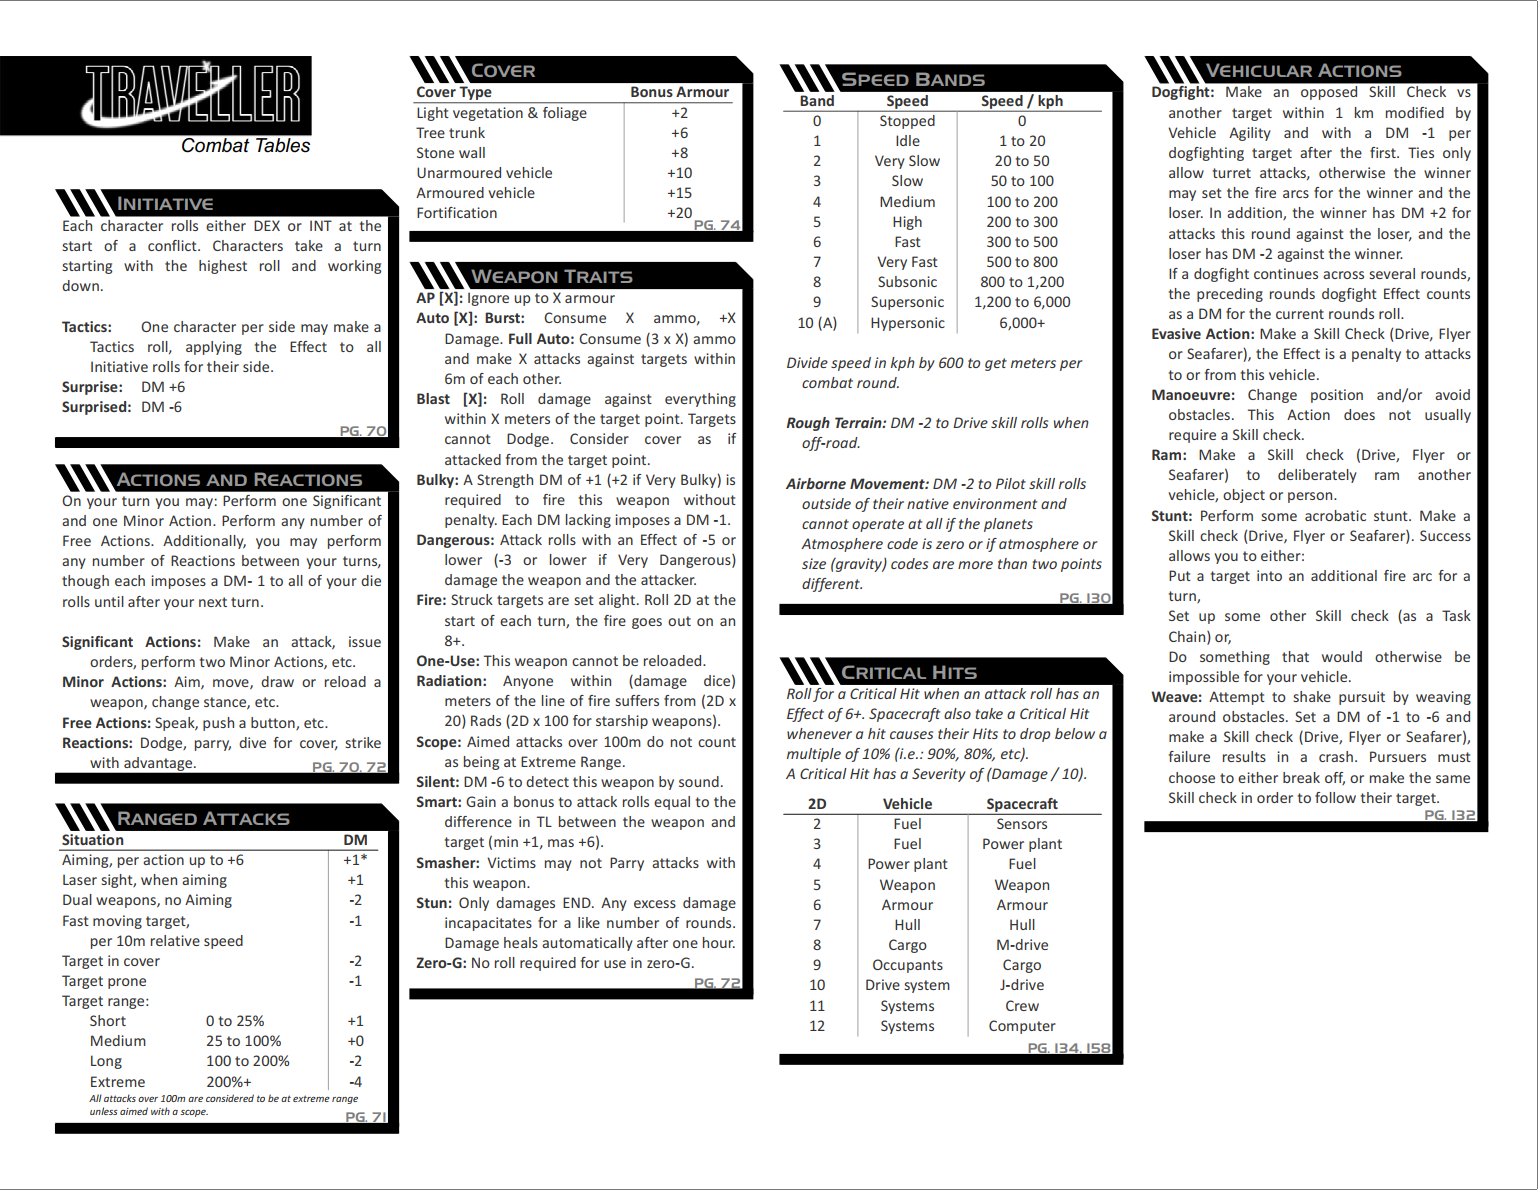 TRAVELLER
Combat Tables
INITIATIVE
Each character rolls either DEX or INT at the
start of a conflict. Characters take a turn
starting with the highest roll and working
down.
Tactics: One character per side may make a
Tactics roll, applying the Effect to all
Initiative rolls for their side.
Surprise: DM +6
Surprised: DM -6
PG. 70
ACTIONS AND REACTIONS
On your turn you may: Perform one Significant
and one Minor Action. Perform any number of
Free Actions. Additionally, you may perform
any number of Reactions between your turns,
though each imposes a DM- 1 to all of your die
rolls until after your next turn.
Significant Actions: Make an attack, issue
orders, perform two Minor Actions, etc.
Minor Actions: Aim, move, draw or reload a
weapon, change stance, etc.
Free Actions: Speak, push a button, etc.
Reactions: Dodge, parry, dive for cover, strike
with advantage.
PG. 70, 72
RANGED ATTACKS
Situation DM
Aiming, per action up to +6 +1*
Laser sight, when aiming +1
Dual weapons, no Aiming -2
Fast moving target, -1
per 10m relative speed
Target in cover -2
Target prone -1
Target range:
Short 0 to 25% +1
Medium 25 to 100% +0
Long 100 to 200% -2
Extreme 200%+ -4
All attacks over 100m are considered to be at extreme range
unless aimed with a scope.
PG. 71
COVER
Cover Type Bonus Armour
Light vegetation & foliage +2
Tree trunk +6
Stone wall +8
Unarmoured vehicle +10
Armoured vehicle +15
Fortification +20
PG. 74
WEAPON TRAITS
AP [X]: Ignore up to X armour
Auto [X]: Burst: Consume X ammo, +X
Damage. Full Auto: Consume (3 x X) ammo
and make X attacks against targets within
6m of each other.
Blast [X]: Roll damage against everything
within X meters of the target point. Targets
cannot Dodge. Consider cover as if
attacked from the target point.
Bulky: A Strength DM of +1 (+2 if Very Bulky) is
required to fire this weapon without
penalty. Each DM lacking imposes a DM -1.
Dangerous: Attack rolls with an Effect of -5 or
lower (-3 or lower if Very Dangerous)
damage the weapon and the attacker.
Fire: Struck targets are set alight. Roll 2D at the
start of each turn, the fire goes out on an
8+.
One-Use: This weapon cannot be reloaded.
Radiation: Anyone within (damage dice)
meters of the line of fire suffers from (2D x
20) Rads (2D x 100 for starship weapons).
Scope: Aimed attacks over 100m do not count
as being at Extreme Range.
Silent: DM -6 to detect this weapon by sound.
Smart: Gain a bonus to attack rolls equal to the
difference in TL between the weapon and
target (min +1, mas +6).
Smasher: Victims may not Parry attacks with
this weapon.
Stun: Only damages END. Any excess damage
incapacitates for a like number of rounds.
Damage heals automatically after one hour.
Zero-G: No roll required for use in zero-G.
PG. 72
SPEED BANDS
Band Speed Speed / kph
0 Stopped 0
1 Idle 1 to 20
2 Very Slow 20 to 50
3 Slow 50 to 100
4 Medium 100 to 200
5 High 200 to 300
6 Fast 300 to 500
7 Very Fast 500 to 800
8 Subsonic 800 to 1,200
9 Supersonic 1,200 to 6,000
10 (A) Hypersonic 6,000+
Divide speed in kph by 600 to get meters per
combat round.
Rough Terrain: DM -2 to Drive skill rolls when
off-road.
Airborne Movement: DM -2 to Pilot skill rolls
outside of their native environment and
cannot operate at all if the planets
Atmosphere code is zero or if atmosphere or
size (gravity) codes are more than two points
different.
PG. 130
CRITICAL HITS
Roll for a Critical Hit when an attack roll has an
Effect of 6+. Spacecraft also take a Critical Hit
whenever a hit causes their Hits to drop below a
multiple of 10% (i.e.: 90%, 80%, etc).
A Critical Hit has a Severity of (Damage / 10).
2D Vehicle Spacecraft
2 Fuel Sensors
3 Fuel Power plant
4 Power plant Fuel
5 Weapon Weapon
6 Armour Armour
7 Hull Hull
8 Cargo M-drive
9 Occupants Cargo
10 Drive system J-drive
11 Systems Crew
12 Systems Computer
PG. 134, 158
VEHICULAR ACTIONS
Dogfight: Make an opposed Skill Check vs
another target within 1 km modified by
Vehicle Agility and with a DM -1 per
dogfighting target after the first. Ties only
allow turret attacks, otherwise the winner
may set the fire arcs for the winner and the
loser. In addition, the winner has DM +2 for
attacks this round against the loser, and the
loser has DM -2 against the winner.
If a dogfight continues across several rounds,
the preceding rounds dogfight Effect counts
as a DM for the current rounds roll.
Evasive Action: Make a Skill Check (Drive, Flyer
or Seafarer), the Effect is a penalty to attacks
to or from this vehicle.
Manoeuvre: Change position and/or avoid
obstacles. This Action does not usually
require a Skill check.
Ram: Make a Skill check (Drive, Flyer or
Seafarer) to deliberately ram another
vehicle, object or person.
Stunt: Perform some acrobatic stunt. Make a
Skill check (Drive, Flyer or Seafarer). Success
allows you to either:
Put a target into an additional fire arc for a
turn,
Set up some other Skill check (as a Task
Chain) or,
Do something that would otherwise be
impossible for your vehicle.
Weave: Attempt to shake pursuit by weaving
around obstacles. Set a DM of -1 to -6 and
make a Skill check (Drive, Flyer or Seafarer),
failure results in a crash. Pursuers must
choose to either break off, or make the same
Skill check in order to follow their target.
PG. 132